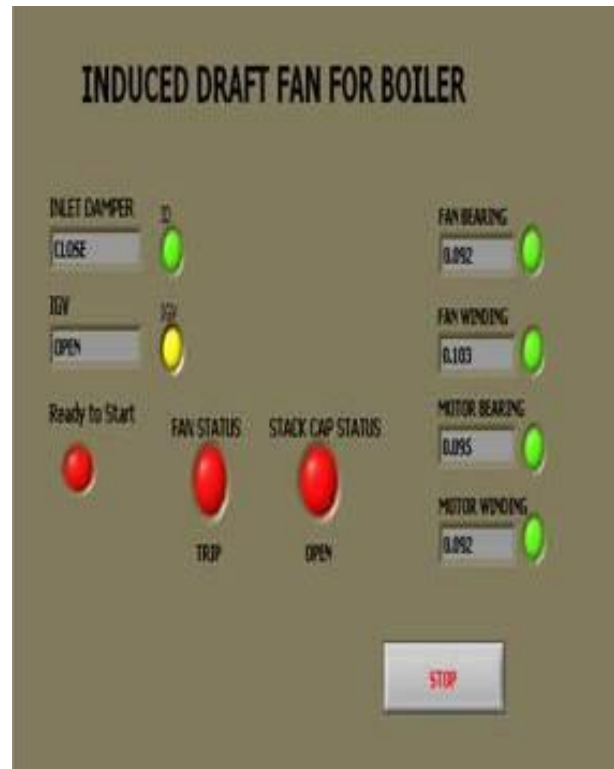 INDUCED DRAFT FAN FOR BOILER
INLET DAMPER
ID
CLOSE
IGV
IGV
OPEN
Ready to Start
FAN STATUS
TRIP
STACK CAP STATUS
OPEN
FAN BEARING
0.092
FAN WINDING
0.103
MOTOR BEARING
0.095
MOTOR WINDING
0.092
STOP